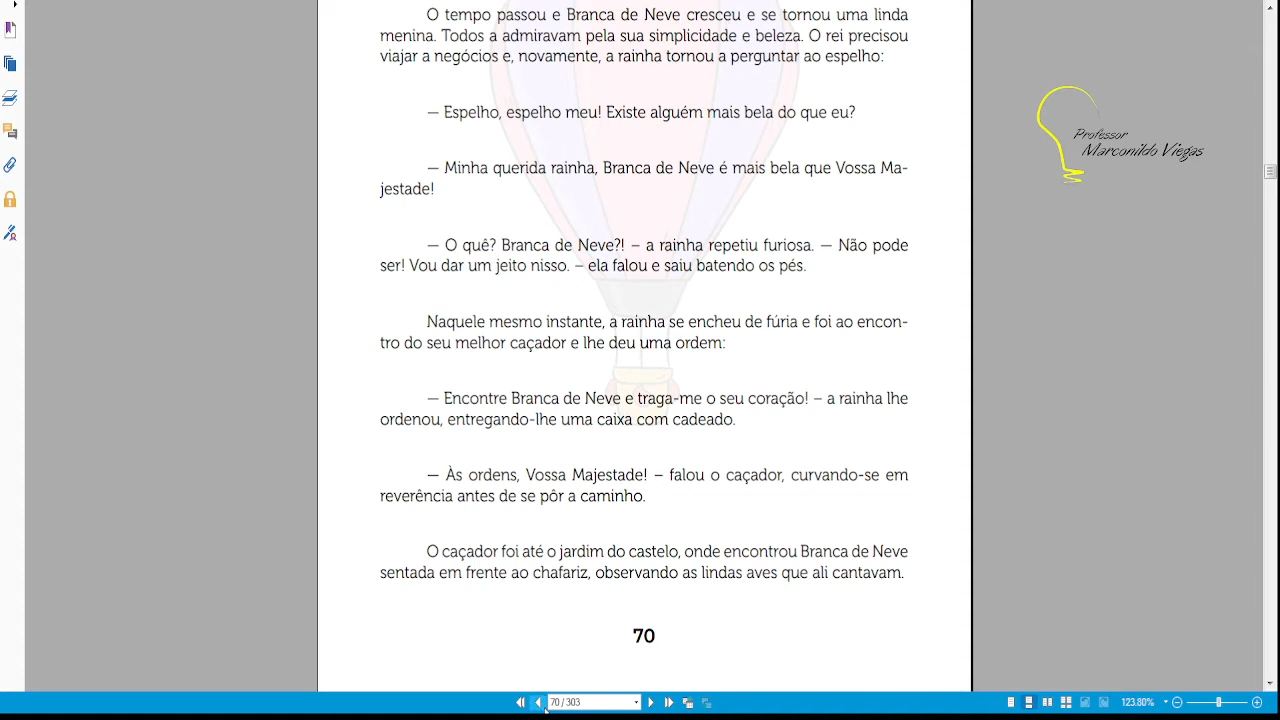 O tempo passou e Branca de Neve cresceu e se tornou uma linda
menina. Todos a admiravam pela sua simplicidade e beleza. O rei precisou
viajar a negócios e, novamente, a rainha tornou a perguntar ao espelho:
— Espelho, espelho meu! Existe alguém mais bela do que eu?
— Minha querida rainha, Branca de Neve é mais bela que Vossa Ma-
jestade!
— O quê? Branca de Neve?! – a rainha repetiu furiosa. — Não pode
ser! Vou dar um jeito nisso. – ela falou e saiu batendo os pés.
Naquele mesmo instante, a rainha se encheu de fúria e foi ao encon-
tro do seu melhor caçador e lhe deu uma ordem:
— Encontre Branca de Neve e traga-me o seu coração! – a rainha lhe
ordenou, entregando-lhe uma caixa com cadeado.
— Às ordens, Vossa Majestade! – falou o caçador, curvando-se em
reverência antes de se pôr a caminho.
O caçador foi até o jardim do castelo, onde encontrou Branca de Neve
sentada em frente ao chafariz, observando as lindas aves que ali cantavam.
70
Professor
Marconildo Viegas
70 / 303
123.80%